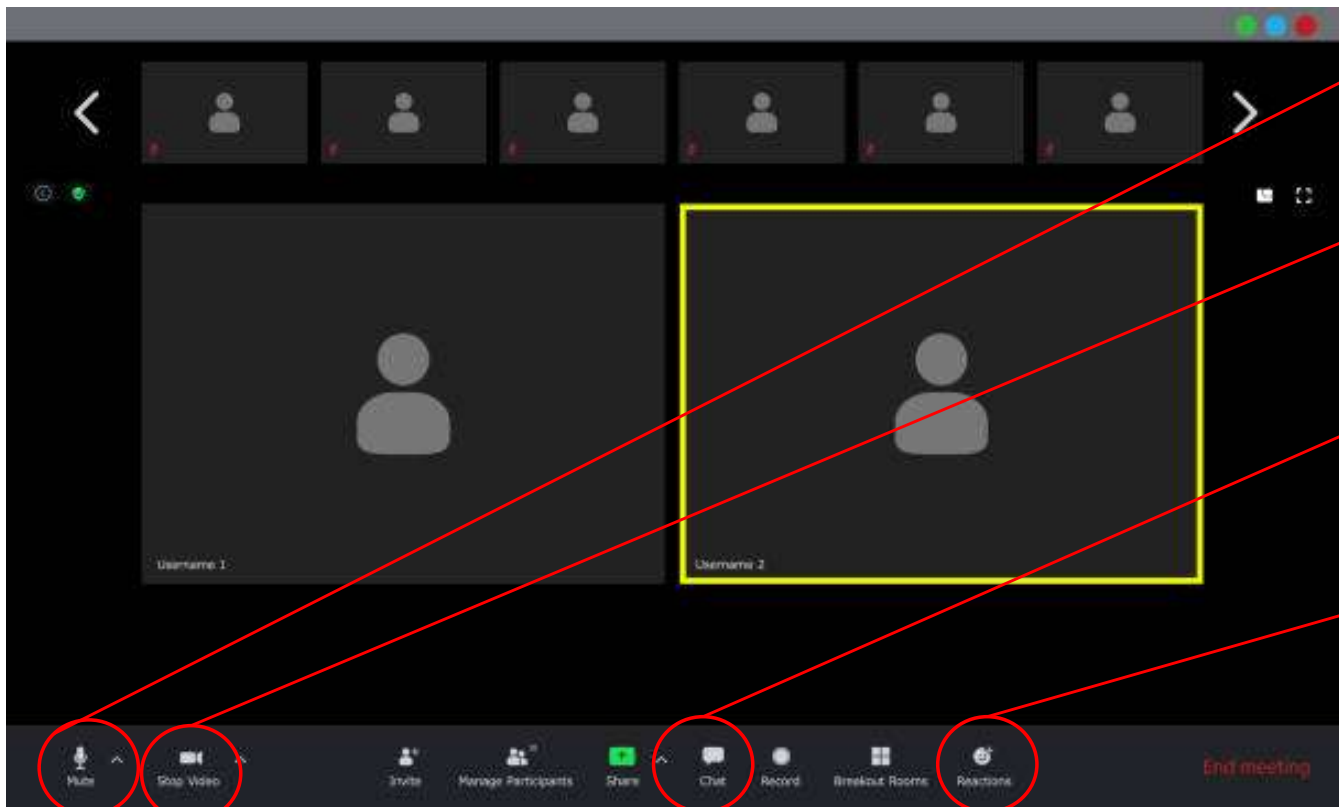 Username 1
Username 2
Mute
Stop Video
Invite
Manage Participants
Share
Chat
Record
Breakout Rooms
Reactions
End meeting